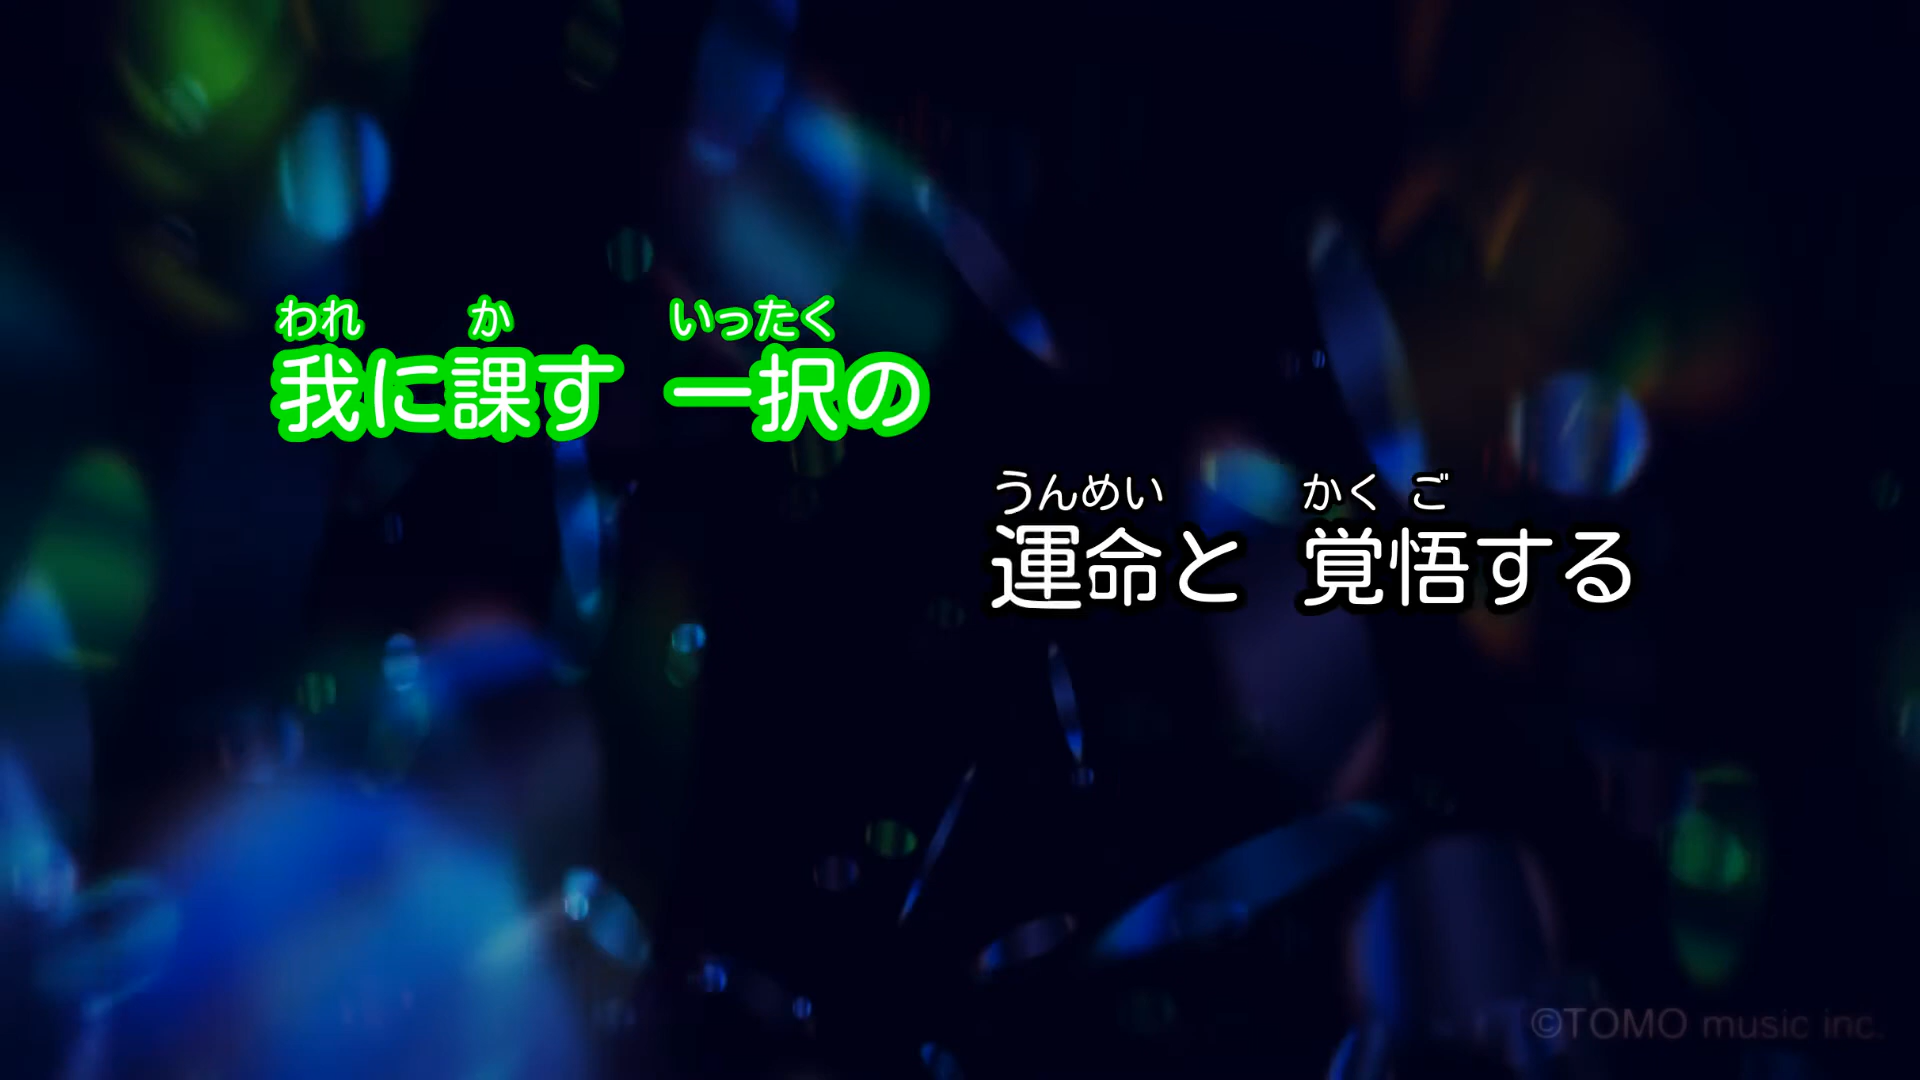 われ か いったく
我に課す 一択の
うんめい かくご
運命と 覚悟する
©TOMO music inc.